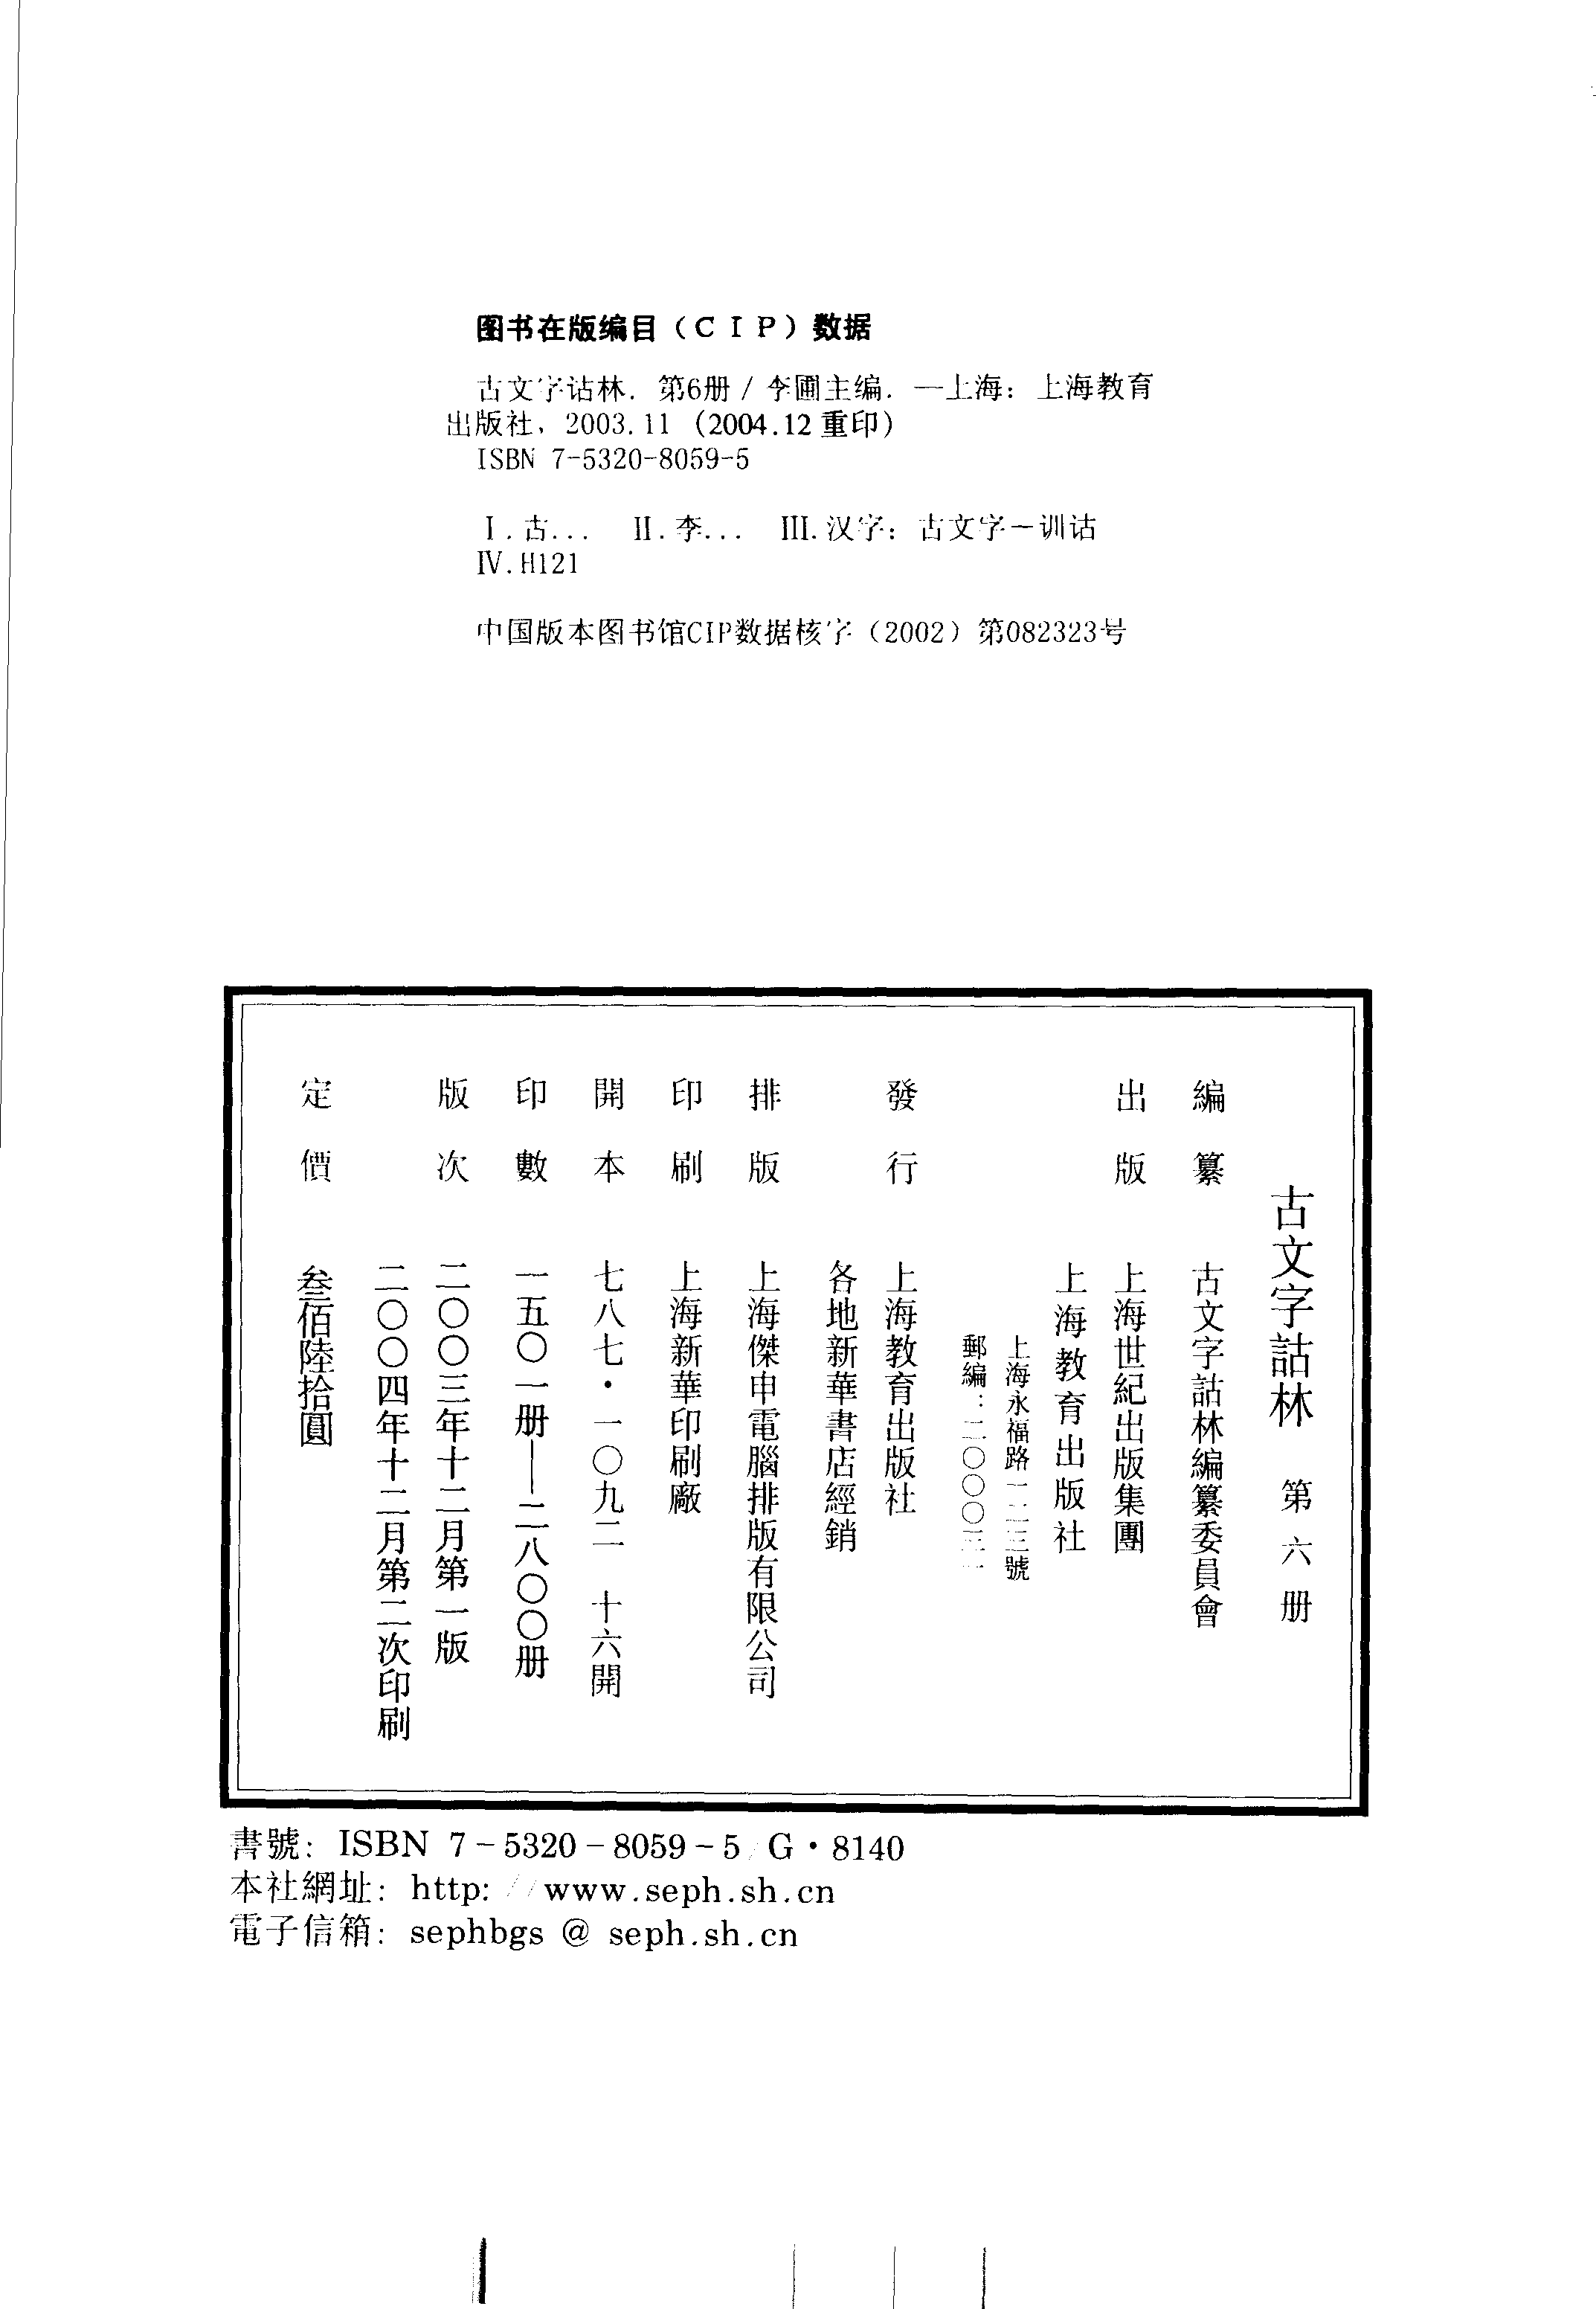 图书在版编目（CIP）数据
古文字诂林．第6册/李圃主编．—上海：上海教育
出版社，2003.11（2004.12重印）
ISBN 7-5320-8059-5
Ⅰ.古... Ⅱ.李... Ⅲ.汉字：古文字－训诂
Ⅳ.H121
中国版本图书馆CIP数据核字（2002）第082323号
古文字詁林 第六册
編纂 古文字詁林編纂委員會
出版 上海世紀出版集團
上海教育出版社
上海永福路一二三號
郵編：二〇〇〇三一
發行 上海教育出版社
各地新華書店經銷
排版 上海傑申電腦排版有限公司
印刷 上海新華印刷廠
開本 七八七·一〇九二 十六開
印數 一五〇一册——二八〇〇册
版次 二〇〇三年十二月第一版
二〇〇四年十二月第二次印刷
定價 叁佰陸拾圓
書號：ISBN 7-5320-8059-5/G·8140
本社網址：http://www.seph.sh.cn
電子信箱：sephbgs @ seph.sh.cn